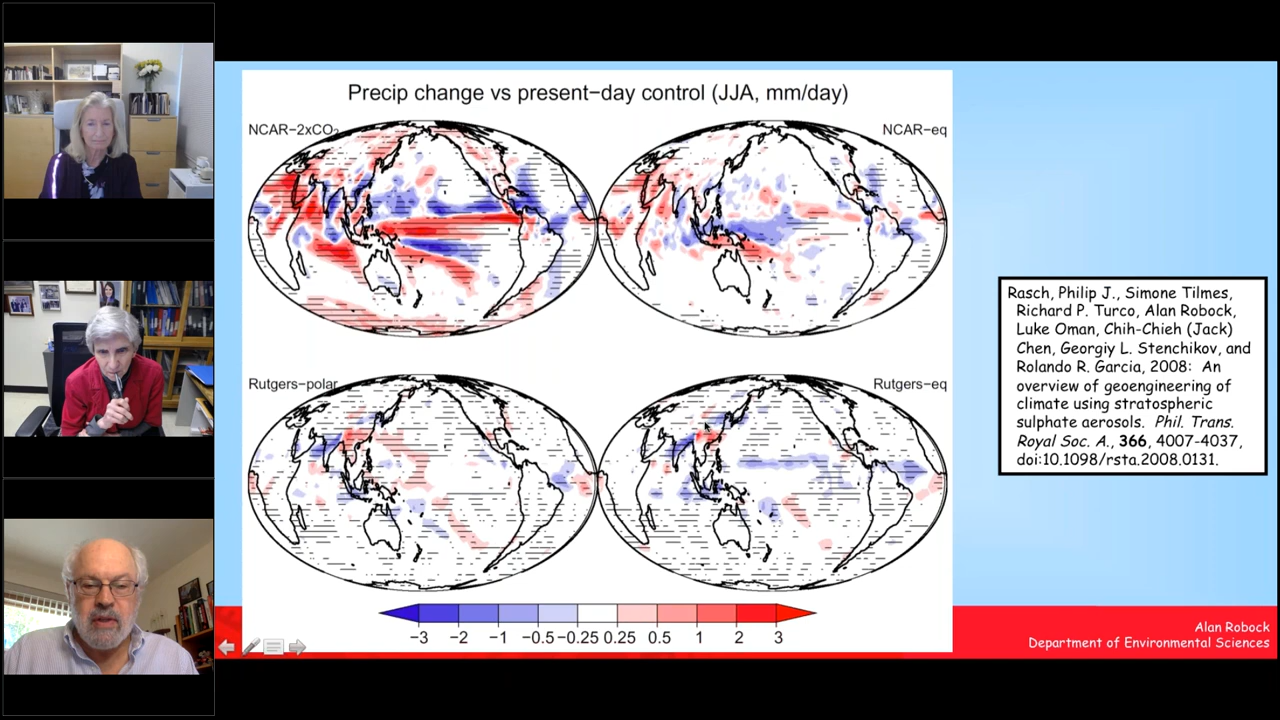 Precip change vs present−day control (JJA, mm/day)
NCAR−2xCO₂
NCAR−eq
Rutgers−polar
Rutgers−eq
−3 −2 −1 −0.5 −0.25 0.25 0.5 1 2 3
Rasch, Philip J., Simone Tilmes,
Richard P. Turco, Alan Robock,
Luke Oman, Chih-Chieh (Jack)
Chen, Georgiy L. Stenchikov, and
Rolando R. Garcia, 2008: An
overview of geoengineering of
climate using stratospheric
sulphate aerosols. Phil. Trans.
Royal Soc. A., 366, 4007-4037,
doi:10.1098/rsta.2008.0131.
Alan Robock
Department of Environmental Sciences